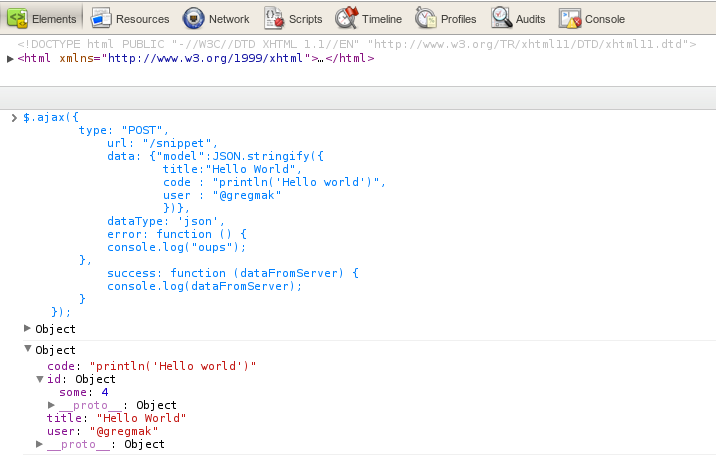 Elements Resources Network Scripts Timeline Profiles Audits Console
<!DOCTYPE html PUBLIC "-//W3C//DTD XHTML 1.1//EN" "http://www.w3.org/TR/xhtml11/DTD/xhtml11.dtd">
<html xmlns="http://www.w3.org/1999/xhtml">…</html>
$.ajax({
type: "POST",
url: "/snippet",
data: {"model":JSON.stringify({
title:"Hello World",
code : "println('Hello world')",
user : "@gregmak"
})},
dataType: 'json',
error: function () {
console.log("oups");
},
success: function (dataFromServer) {
console.log(dataFromServer);
}
});
Object
Object
code: "println('Hello world')"
id: Object
some: 4
__proto__: Object
title: "Hello World"
user: "@gregmak"
__proto__: Object